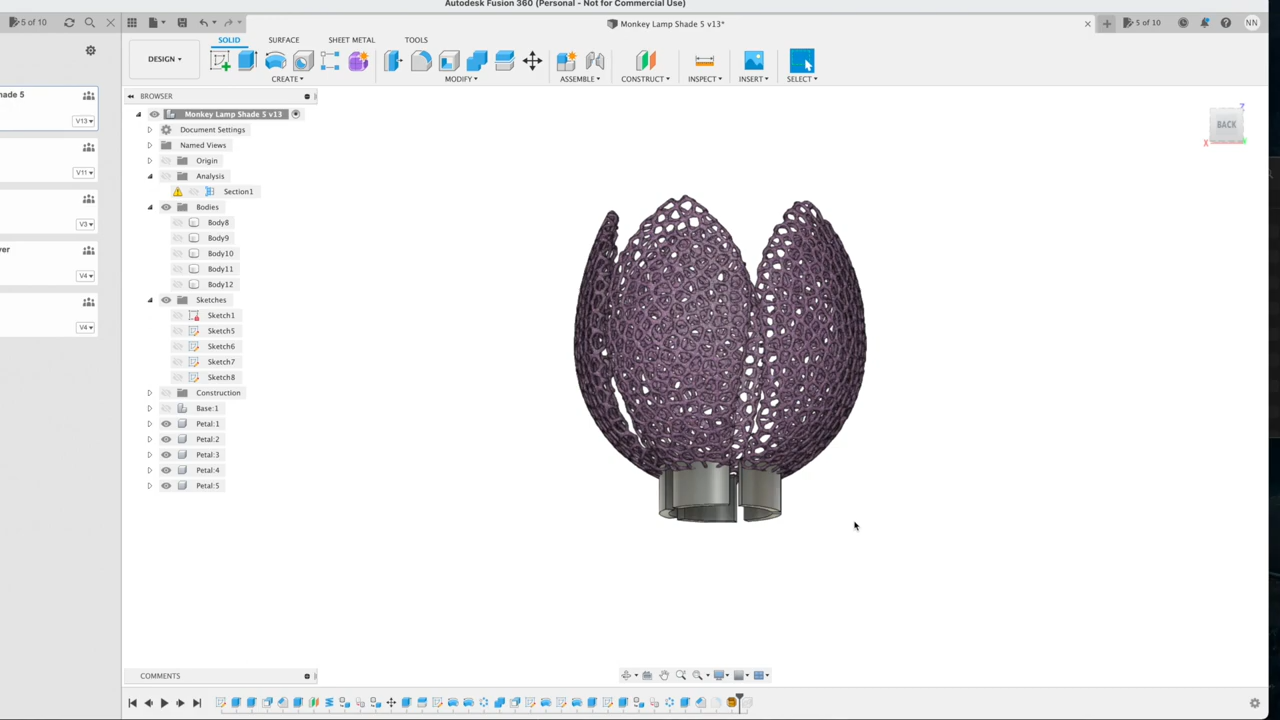 Autodesk Fusion 360 (Personal - Not for Commercial Use)
5 of 10
Monkey Lamp Shade 5 v13*
5 of 10
NN
SOLID SURFACE SHEET METAL TOOLS
DESIGN
CREATE MODIFY ASSEMBLE CONSTRUCT INSPECT INSERT SELECT
hade 5
V13
V11
V3
ver
V4
V4
BROWSER
Monkey Lamp Shade 5 v13
Document Settings
Named Views
Origin
Analysis
Section1
Bodies
Body8
Body9
Body10
Body11
Body12
Sketches
Sketch1
Sketch5
Sketch6
Sketch7
Sketch8
Construction
Base:1
Petal:1
Petal:2
Petal:3
Petal:4
Petal:5
Z
BACK
X
COMMENTS